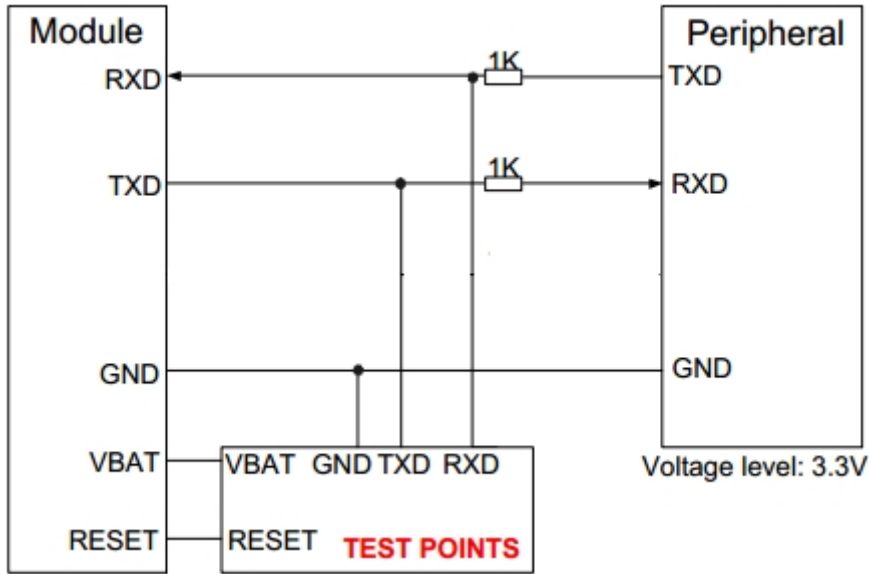 Module
Peripheral
RXD
1K
TXD
TXD
1K
RXD
GND
GND
VBAT
VBAT GND TXD RXD
Voltage level: 3.3V
RESET
RESET TEST POINTS